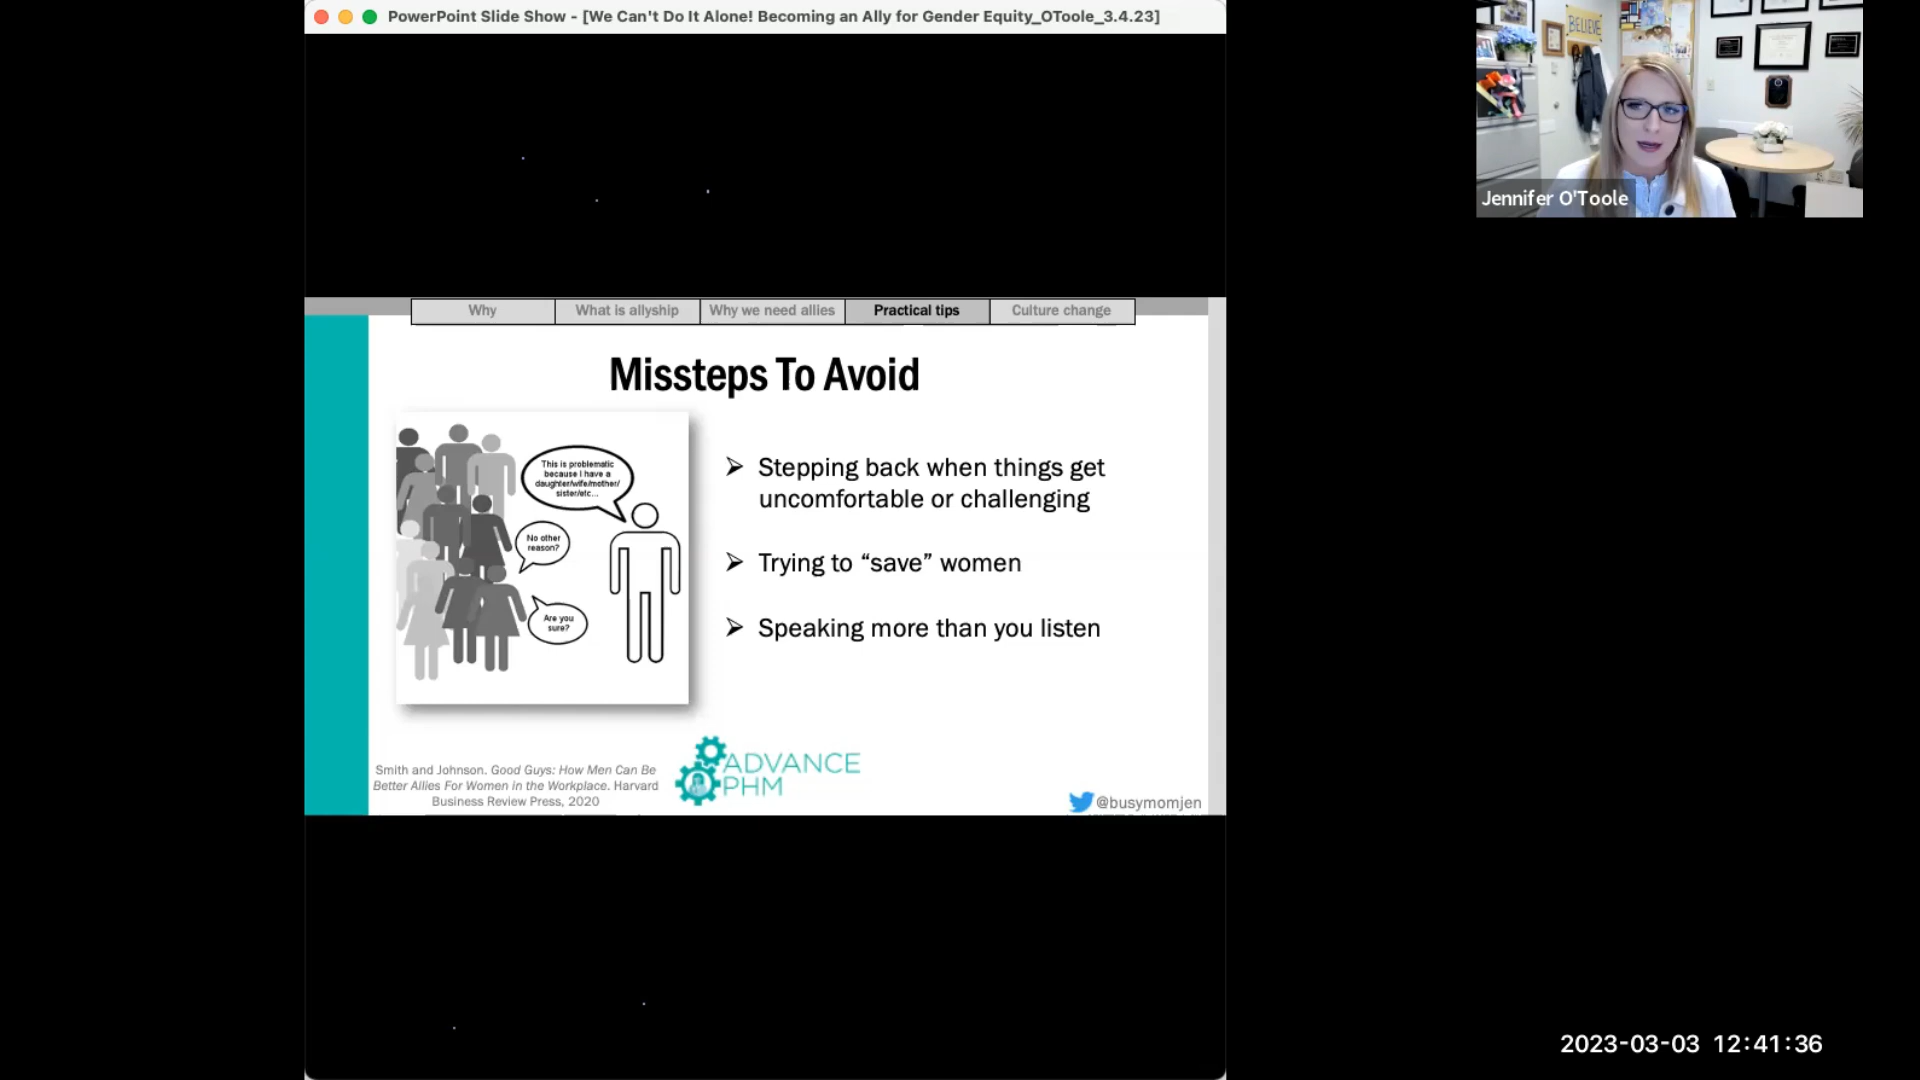 PowerPoint Slide Show - [We Can't Do It Alone! Becoming an Ally for Gender Equity_OToole_3.4.23]
BELIEVE
Jennifer O'Toole
Why
What is allyship
Why we need allies
Practical tips
Culture change
Missteps To Avoid
This is problematic
because I have a
daughter/wife/mother/
sister/etc...
No other
reason?
Are you
sure?
➢ Stepping back when things get
uncomfortable or challenging
➢ Trying to “save” women
➢ Speaking more than you listen
Smith and Johnson. Good Guys: How Men Can Be
Better Allies For Women in the Workplace. Harvard
Business Review Press, 2020
ADVANCE
PHM
@busymomjen
2023-03-03 12:41:36